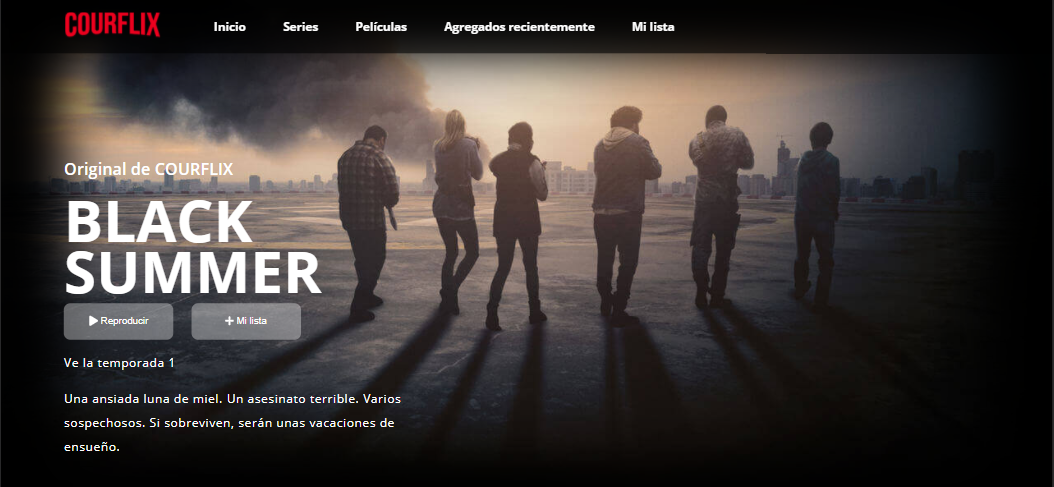 COURFLIX
Inicio
Series
Películas
Agregados recientemente
Mi lista
Original de COURFLIX
BLACK
SUMMER
Reproducir
Mi lista
Ve la temporada 1
Una ansiada luna de miel. Un asesinato terrible. Varios
sospechosos. Si sobreviven, serán unas vacaciones de
ensueño.